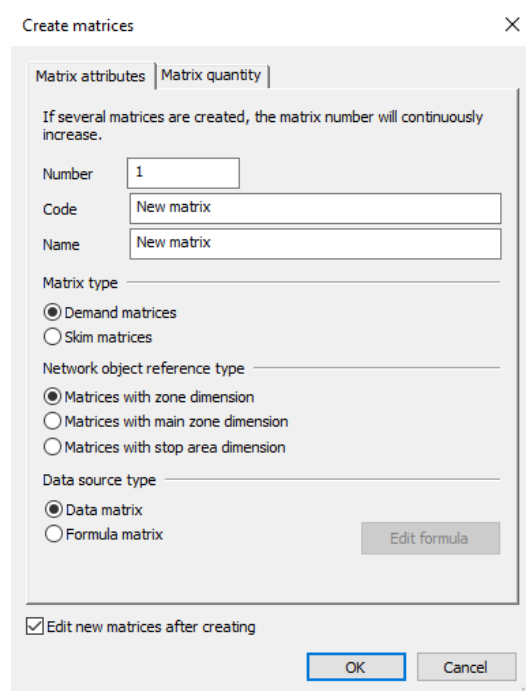 Create matrices
Matrix attributes
Matrix quantity
If several matrices are created, the matrix number will continuously
increase.
Number 1
Code New matrix
Name New matrix
Matrix type
Demand matrices
Skim matrices
Network object reference type
Matrices with zone dimension
Matrices with main zone dimension
Matrices with stop area dimension
Data source type
Data matrix
Formula matrix
Edit formula
Edit new matrices after creating
OK
Cancel